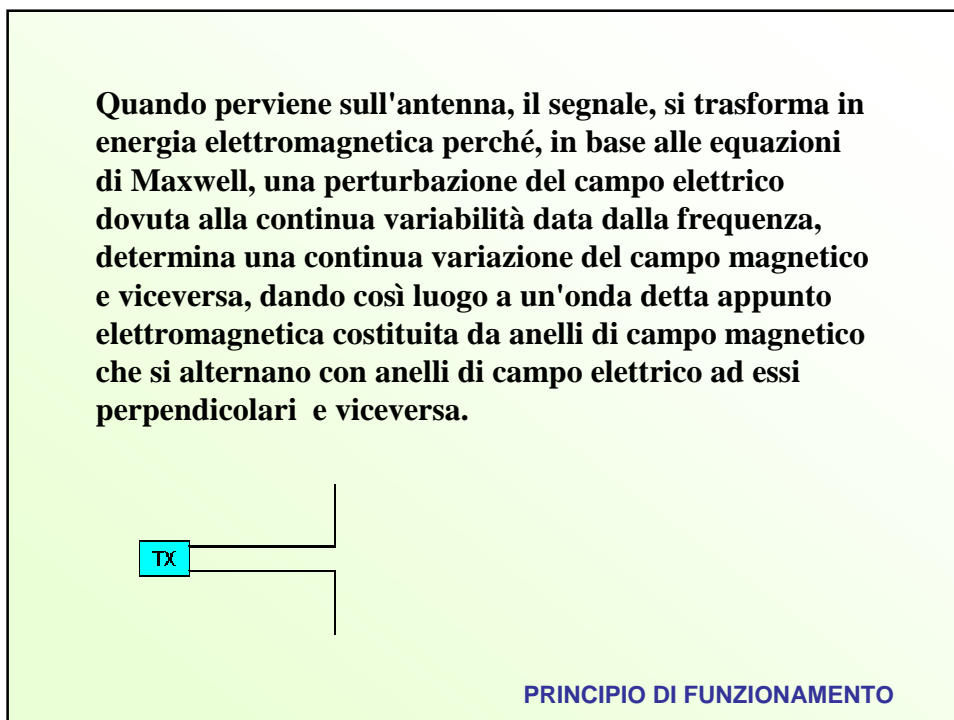 Quando perviene sull'antenna, il segnale, si trasforma in
energia elettromagnetica perché, in base alle equazioni
di Maxwell, una perturbazione del campo elettrico
dovuta alla continua variabilità data dalla frequenza,
determina una continua variazione del campo magnetico
e viceversa, dando così luogo a un'onda detta appunto
elettromagnetica costituita da anelli di campo magnetico
che si alternano con anelli di campo elettrico ad essi
perpendicolari  e viceversa.
TX
PRINCIPIO DI FUNZIONAMENTO